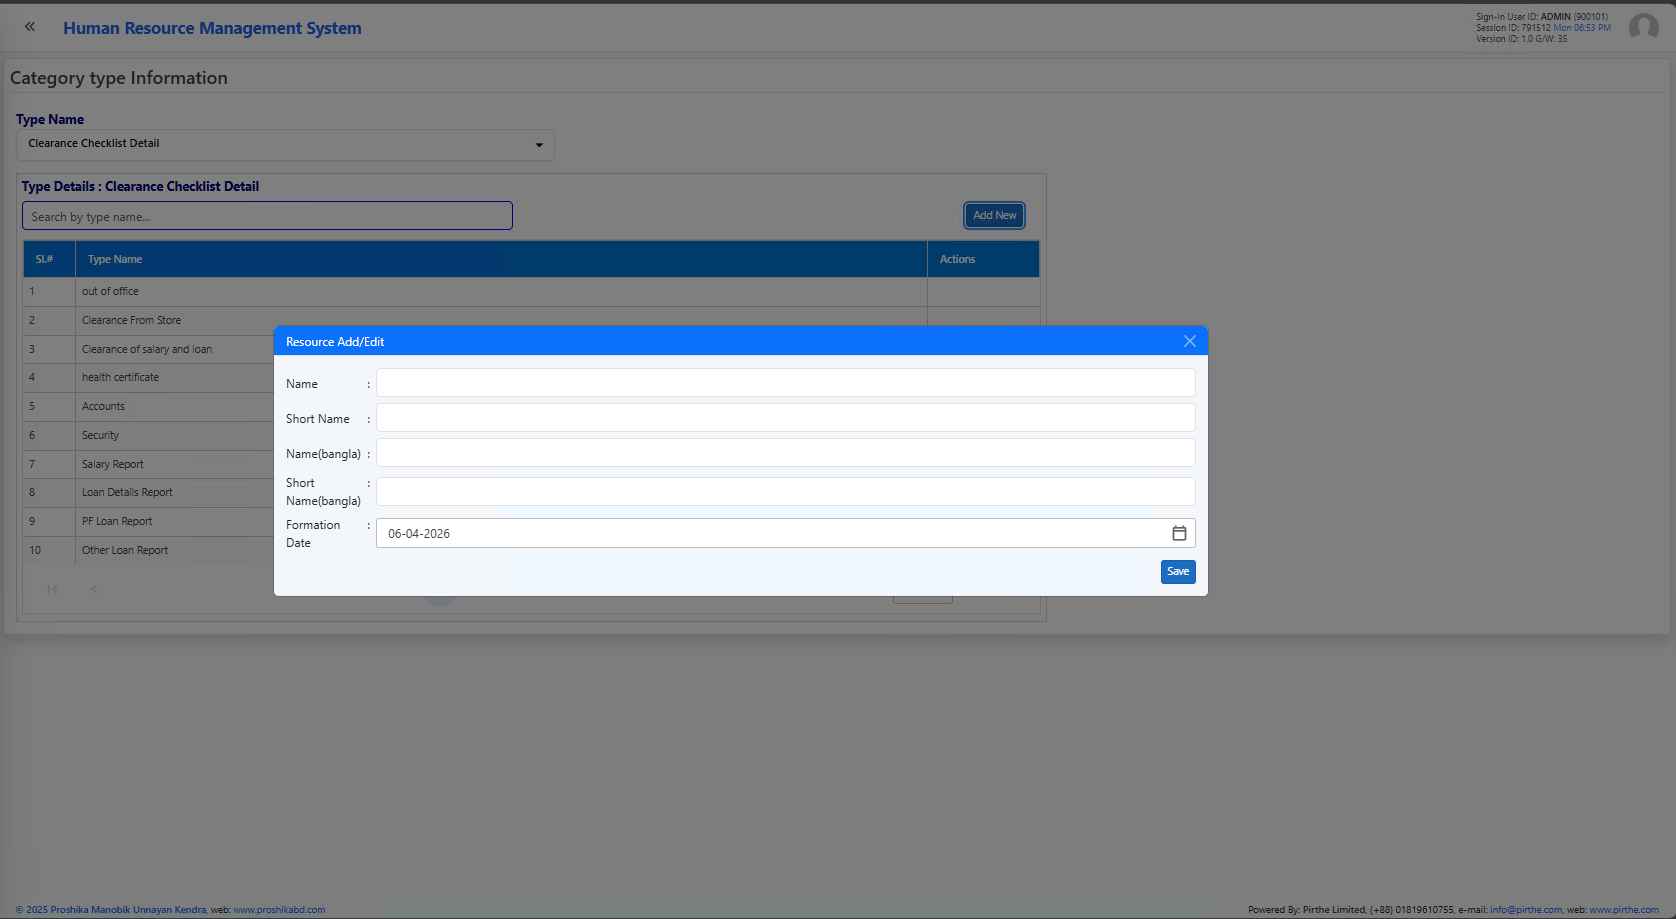 Human Resource Management System
Sign-In User ID: ADMIN (900101)
Session ID: 791512 Mon 06:53 PM
Version ID: 1.0 G/W: 35
Category type Information
Type Name
Clearance Checklist Detail
Type Details : Clearance Checklist Detail
Search by type name...
Add New
Sl.# Type Name Actions
1 out of office
2 Clearance From Store
3 Clearance of salary and loan
4 health certificate
5 Accounts
6 Security
7 Salary Report
8 Loan Details Report
9 PF Loan Report
10 Other Loan Report
Resource Add/Edit
Name :
Short Name :
Name(bangla) :
Short :
Name(bangla)
Formation :
Date
06-04-2026
Save
© 2025 Proshika Manobik Unnayan Kendra, web: www.proshikabd.com
Powered By: Pirthe Limited, (+88) 01819610755, e-mail: info@pirthe.com, web: www.pirthe.com